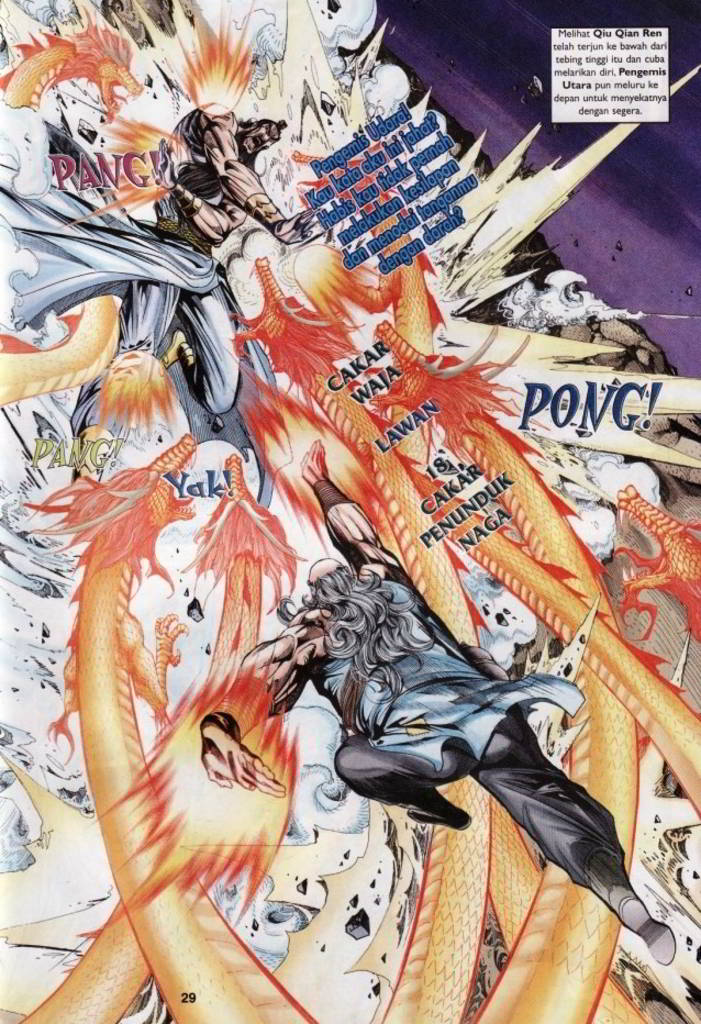 Melihat Qiu Qian Ren
telah terjun ke bawah dari
tebing tinggi itu dan cuba
melarikan diri, Pengemis
Utara pun meluru ke
depan untuk menyekatnya
dengan segera.
Pengemis Udara!
Kau kata aku ini jahat?
Habis kau tidak pernah
melakukan kesilapan
dan menodai tanganmu
dengan darah?
PANG!
CAKAR
WAJA
LAWAN
18
CAKAR
PENUNDUK
NAGA
PONG!
PANG!
Yak!
29